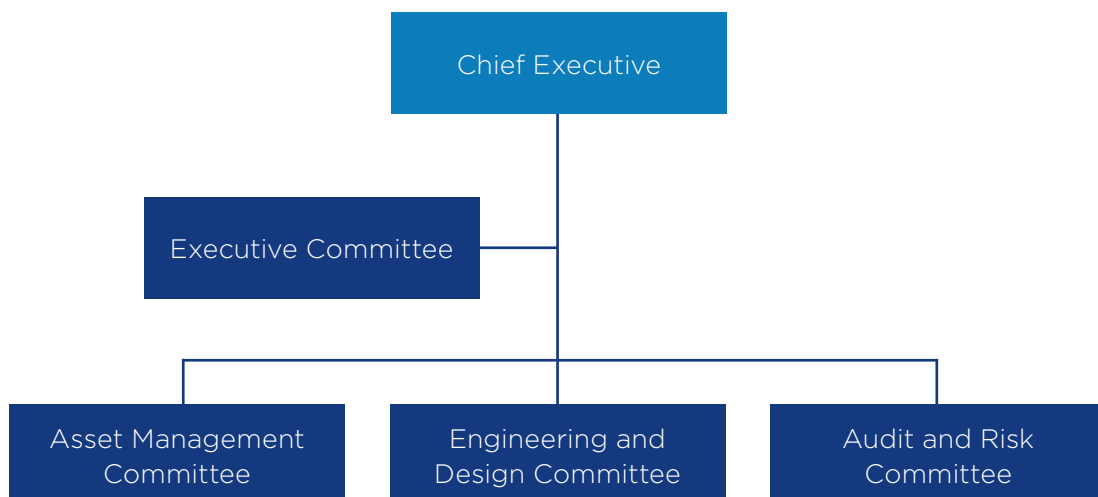 Chief Executive
Executive Committee
Asset Management
Committee
Engineering and
Design Committee
Audit and Risk
Committee